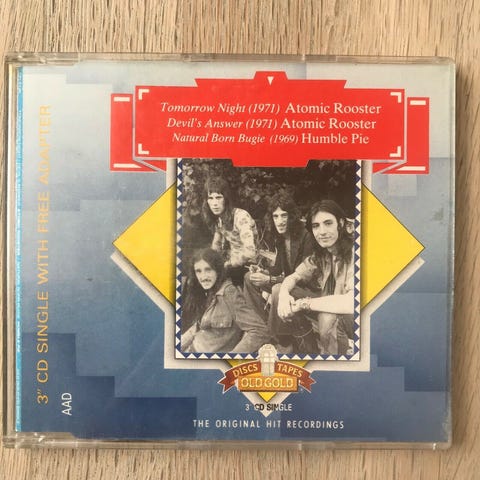 Tomorrow Night (1971) Atomic Rooster
Devil's Answer (1971) Atomic Rooster
Natural Born Bugie (1969) Humble Pie
3" CD SINGLE WITH FREE ADAPTER
AAD
DISCS TAPES
OLD GOLD
3" CD SINGLE
THE ORIGINAL HIT RECORDINGS